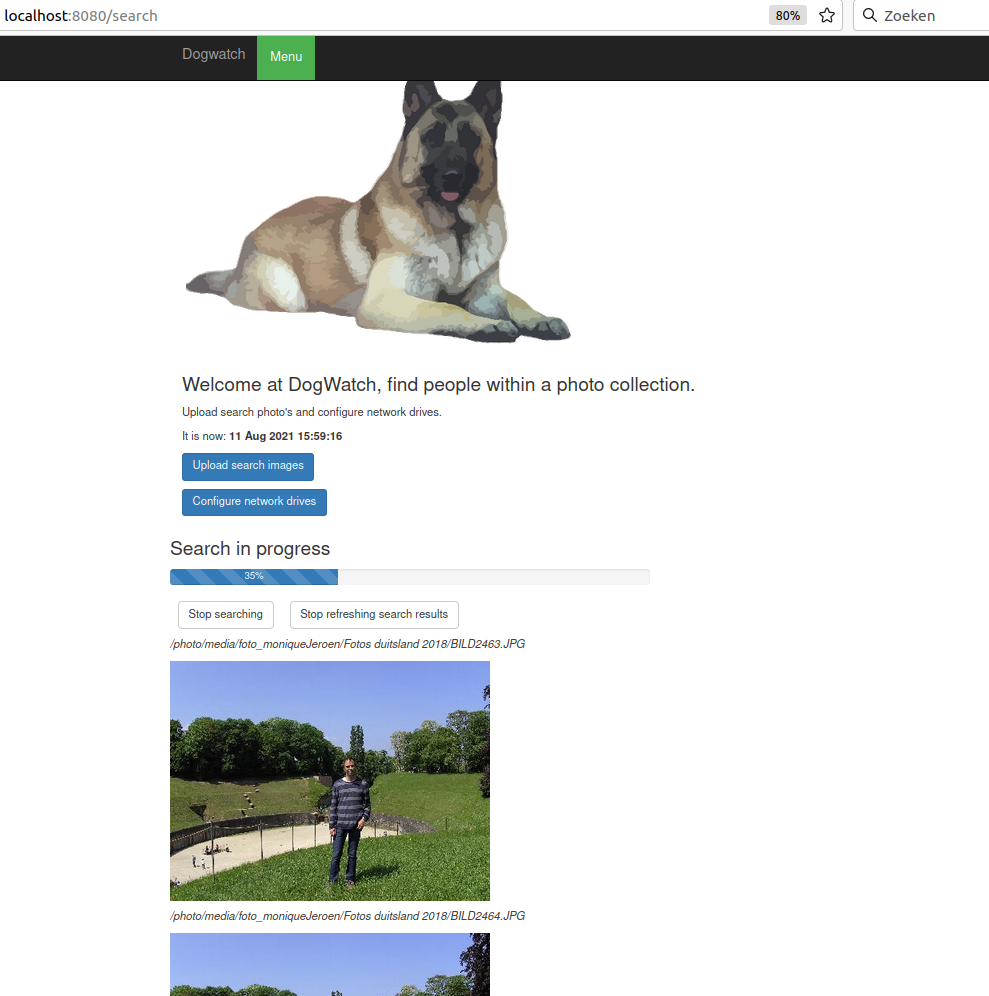 localhost:8080/search 80% Zoeken
Dogwatch Menu
Welcome at DogWatch, find people within a photo collection.
Upload search photo's and configure network drives.
It is now: 11 Aug 2021 15:59:16
Upload search images
Configure network drives
Search in progress
35%
Stop searching Stop refreshing search results
/photo/media/foto_moniqueJeroen/Fotos duitsland 2018/BILD2463.JPG
/photo/media/foto_moniqueJeroen/Fotos duitsland 2018/BILD2464.JPG